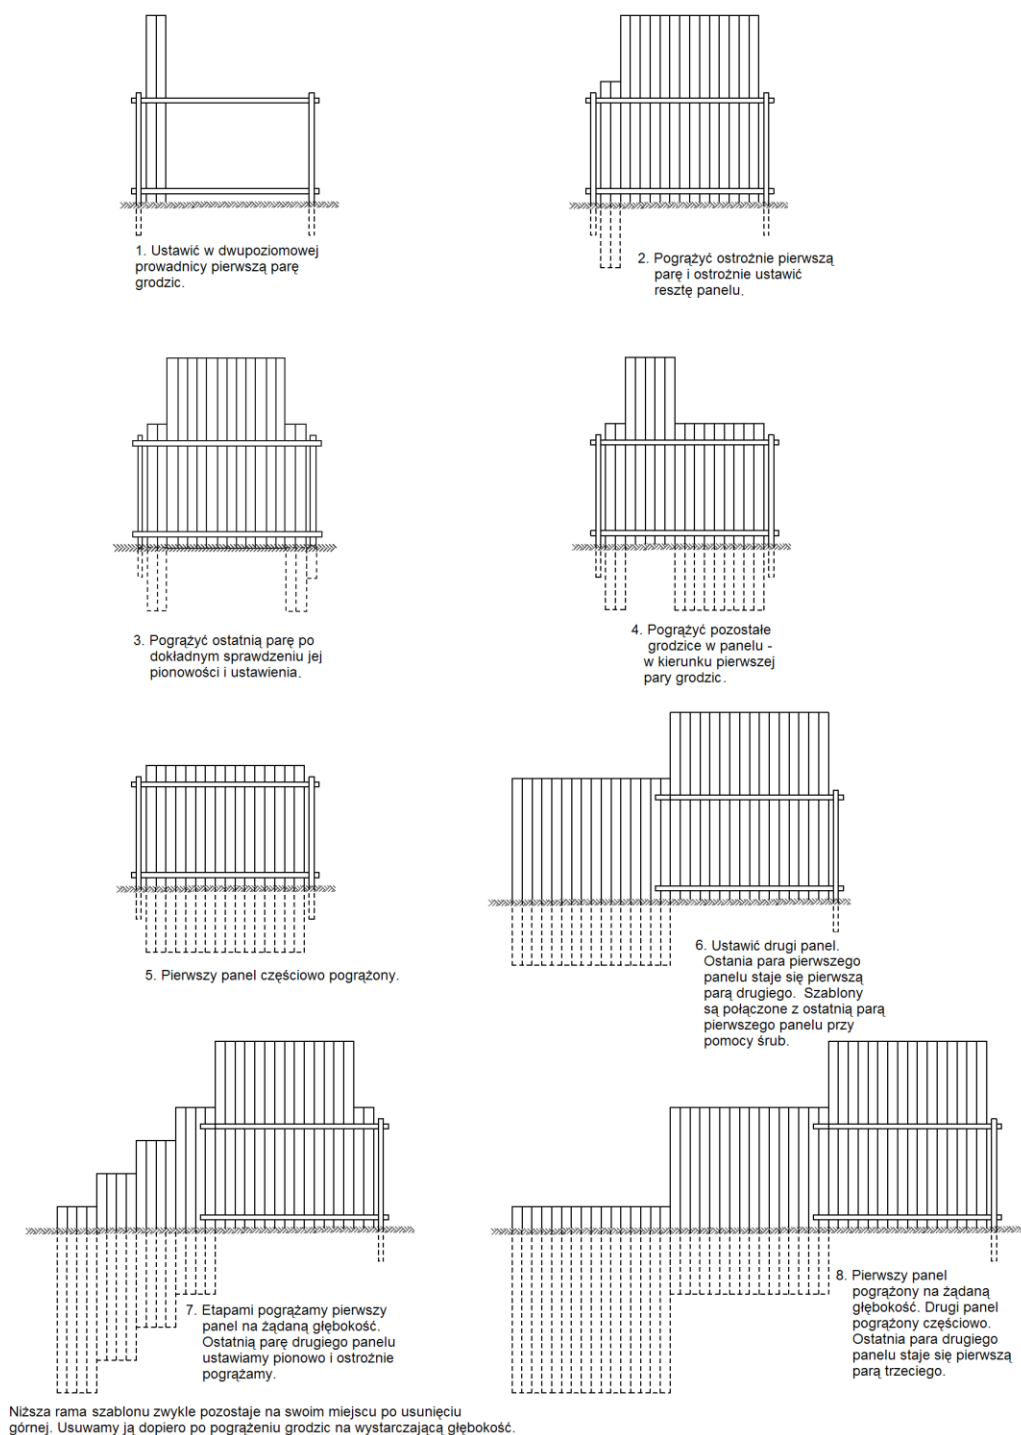 1. Ustawić w dwupoziomowej
prowadnicy pierwszą parę
grodzic.
2. Pogrążyć ostrożnie pierwszą
parę i ostrożnie ustawić
resztę panelu.
3. Pogrążyć ostatnią parę po
dokładnym sprawdzeniu jej
pionowości i ustawienia.
4. Pogrążyć pozostałe
grodzice w panelu -
w kierunku pierwszej
pary grodzic.
5. Pierwszy panel częściowo pogrążony.
6. Ustawić drugi panel.
Ostania para pierwszego
panelu staje się pierwszą
parą drugiego. Szablony
są połączone z ostatnią parą
pierwszego panelu przy
pomocy śrub.
7. Etapami pogrążamy pierwszy
panel na żądaną głębokość.
Ostatnią parę drugiego panelu
ustawiamy pionowo i ostrożnie
pogrążamy.
8. Pierwszy panel
pogrążony na żądaną
głębokość. Drugi panel
pogrążony częściowo.
Ostatnia para drugiego
panelu staje się pierwszą
parą trzeciego.
Niższa rama szablonu zwykle pozostaje na swoim miejscu po usunięciu
górnej. Usuwamy ją dopiero po pogrążeniu grodzic na wystarczającą głębokość.